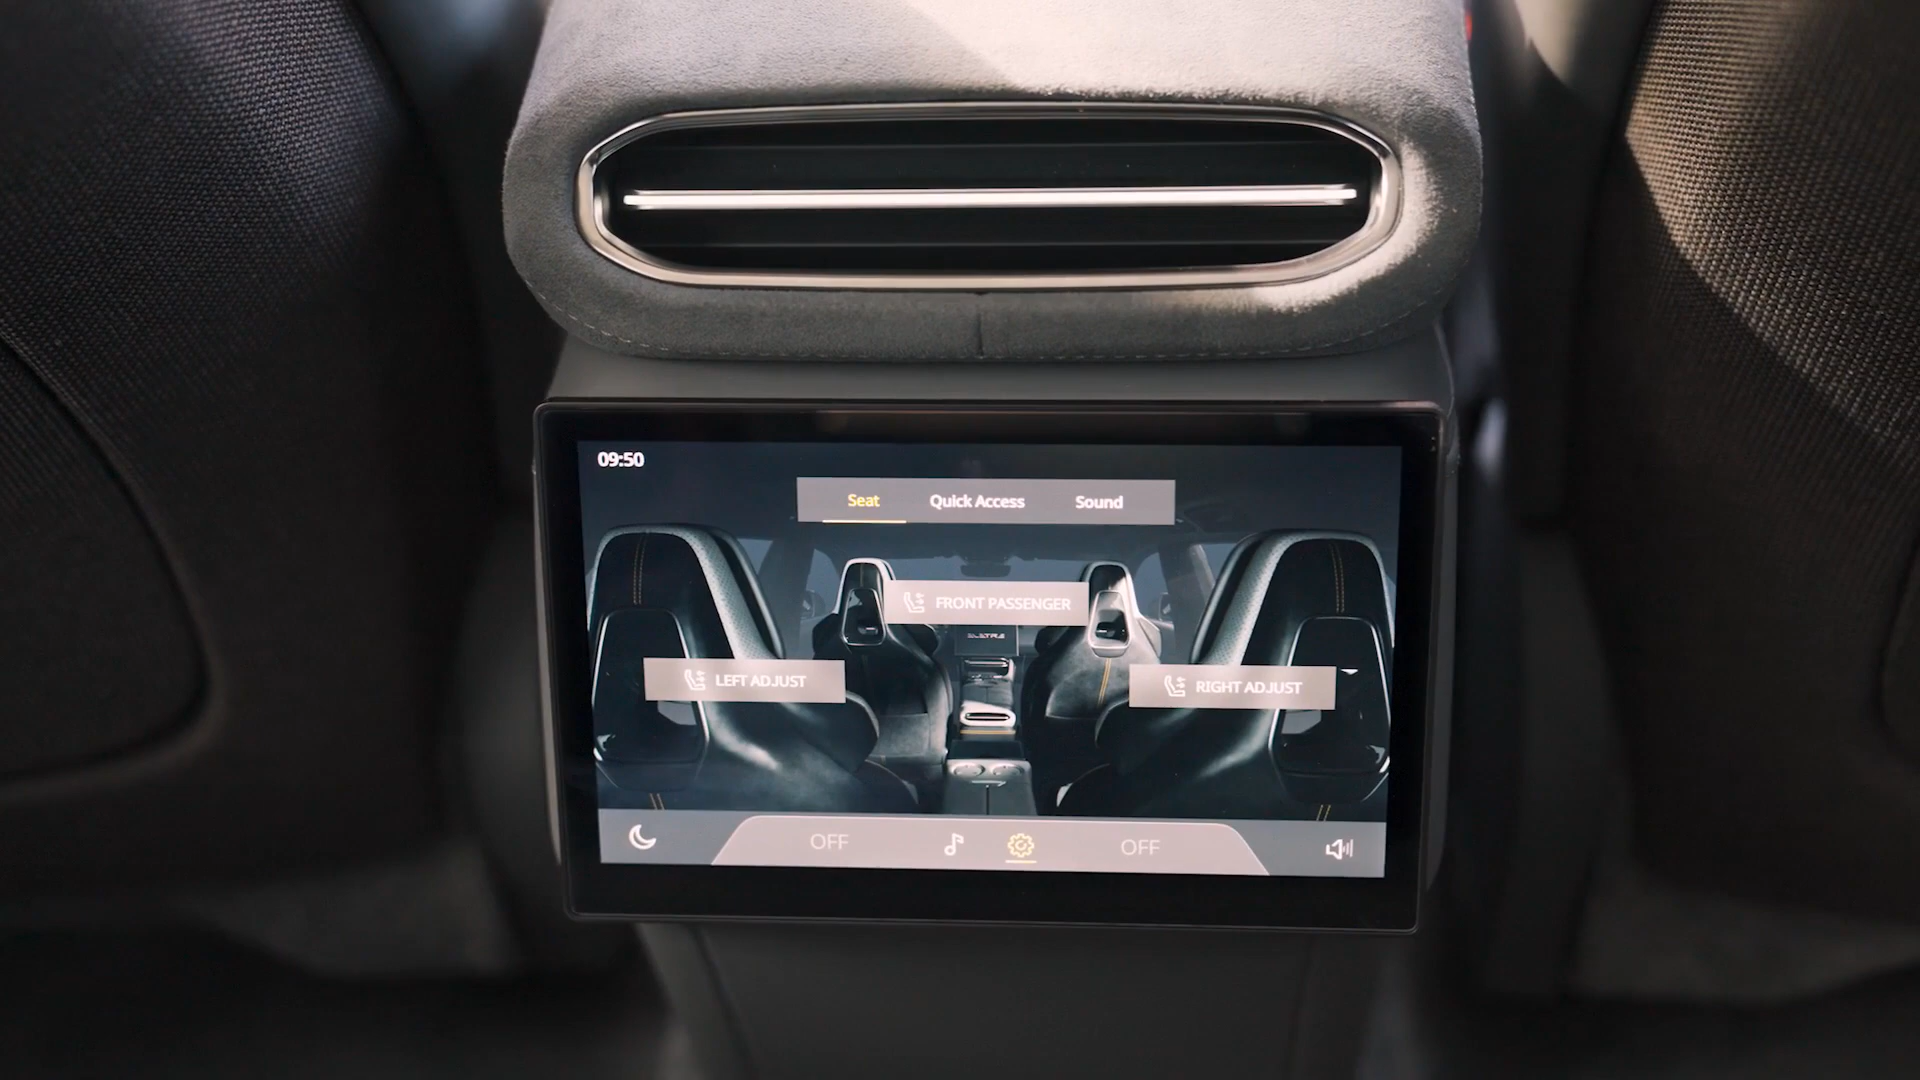 09:50
Seat Quick Access Sound
FRONT PASSENGER
LEFT ADJUST
RIGHT ADJUST
OFF OFF